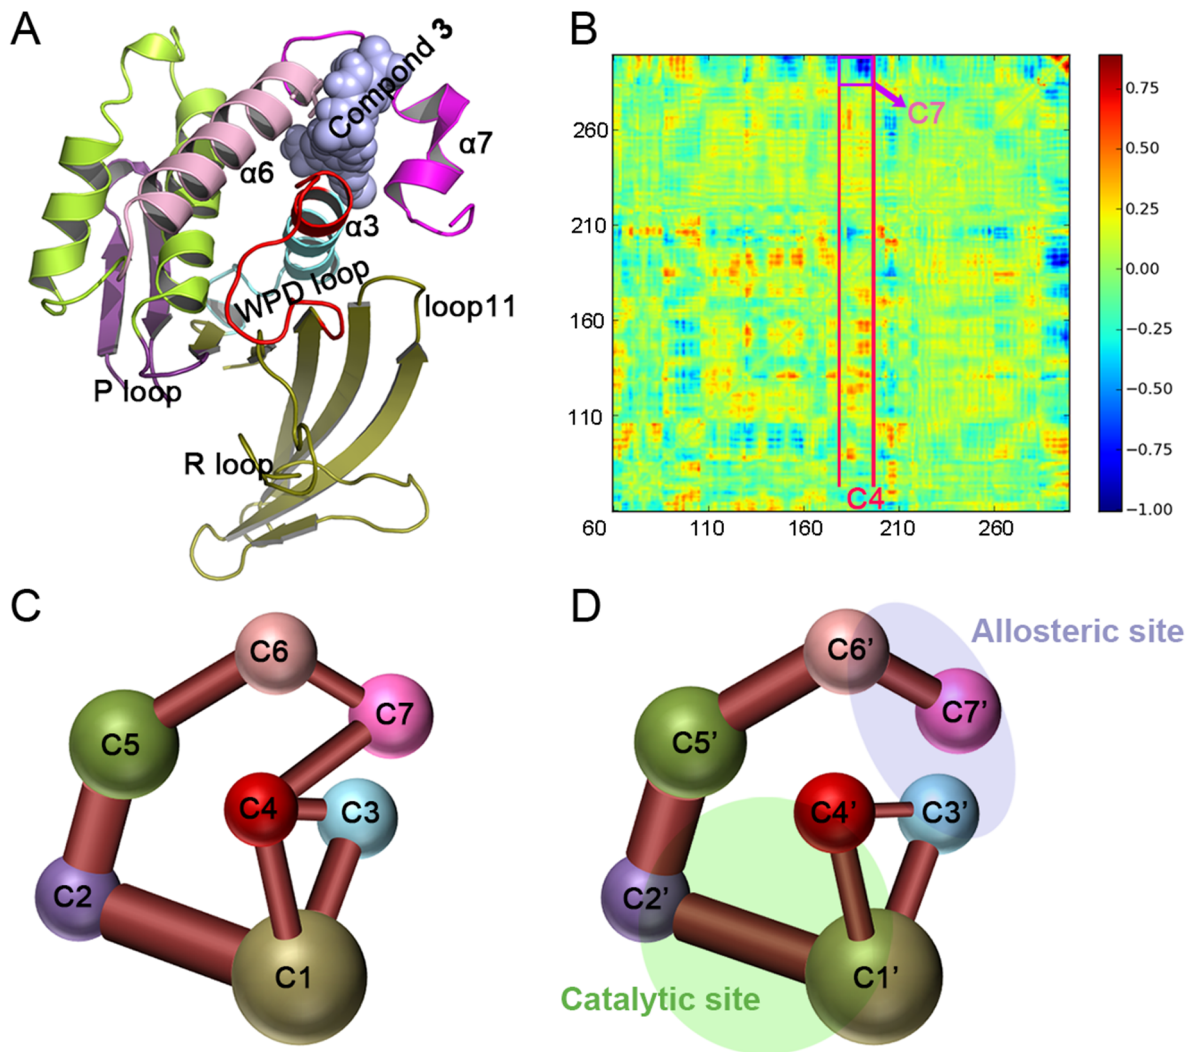 A
Compond 3
α7
α6
α3
WPD loop
loop11
P loop
R loop
B
C7
C4
260
210
160
110
60
110
160
210
260
0.75
0.50
0.25
0.00
−0.25
−0.50
−0.75
−1.00
C
C6
C7
C5
C4
C3
C2
C1
D
Allosteric site
C6’
C7’
C5’
C4’
C3’
C2’
C1’
Catalytic site